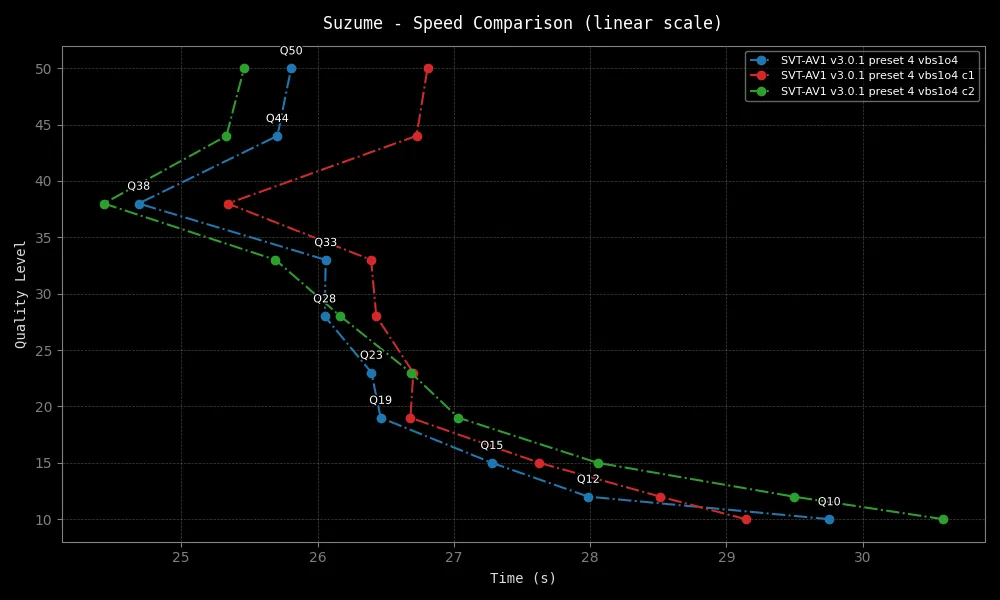 Suzume - Speed Comparison (linear scale)
SVT-AV1 v3.0.1 preset 4 vbs1o4
SVT-AV1 v3.0.1 preset 4 vbs1o4 c1
SVT-AV1 v3.0.1 preset 4 vbs1o4 c2
Quality Level
50
45
40
35
30
25
20
15
10
Q50
Q44
Q38
Q33
Q28
Q23
Q19
Q15
Q12
Q10
25 26 27 28 29 30
Time (s)